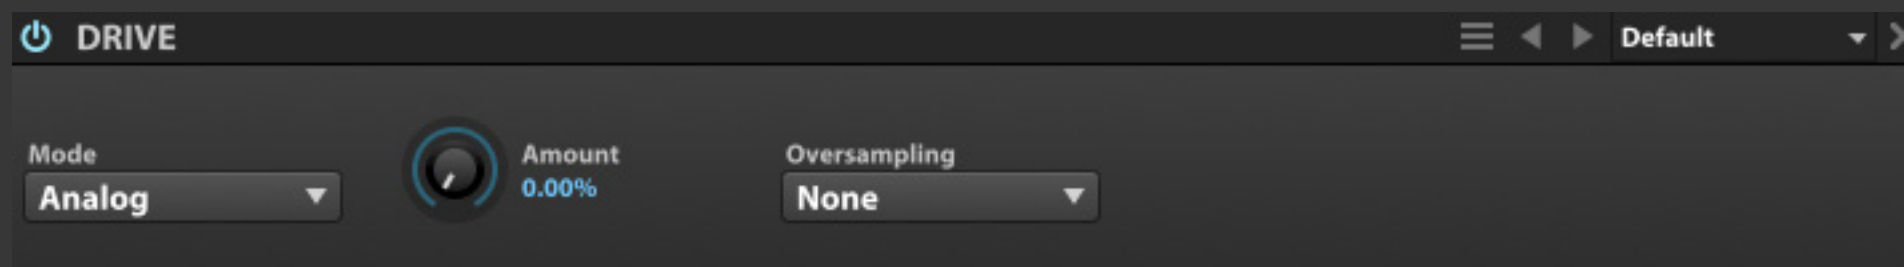 DRIVE
Default
Mode
Analog
Amount
0.00%
Oversampling
None